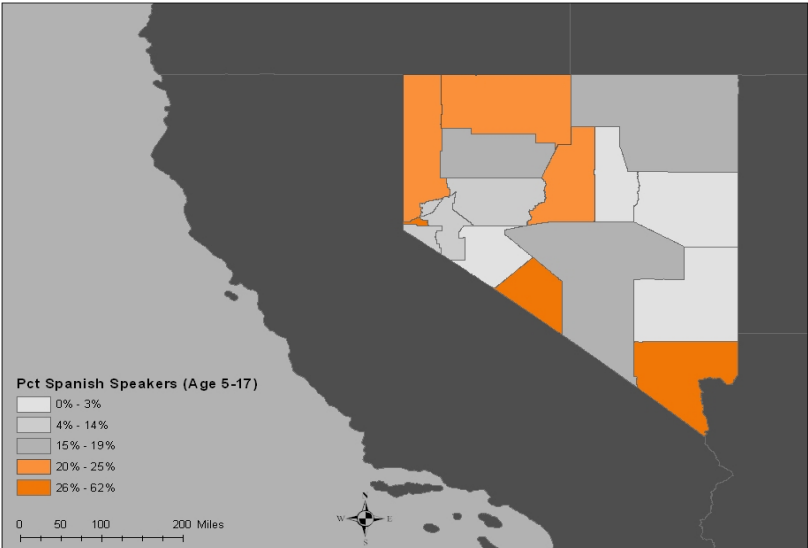 Pct Spanish Speakers (Age 5-17)
0% - 3%
4% - 14%
15% - 19%
20% - 25%
26% - 62%
0 50 100 200 Miles
N
W E
S